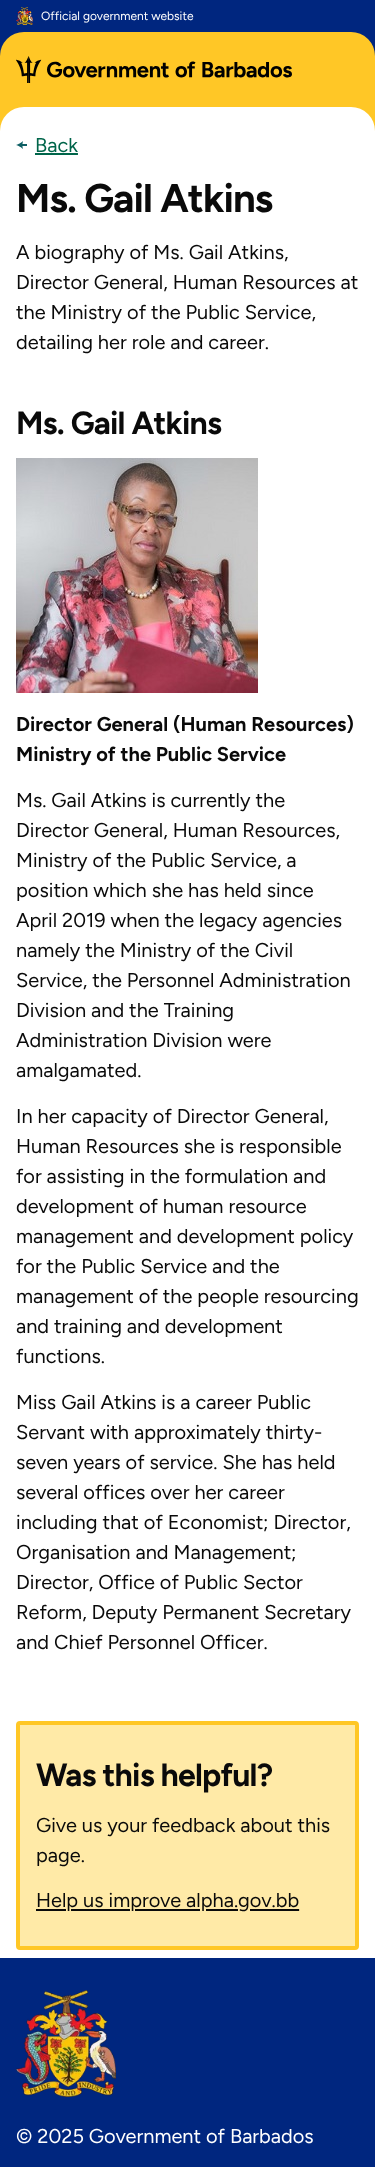 Official government website
Government of Barbados
Back
Ms. Gail Atkins
A biography of Ms. Gail Atkins,
Director General, Human Resources at
the Ministry of the Public Service,
detailing her role and career.
Ms. Gail Atkins
Director General (Human Resources)
Ministry of the Public Service
Ms. Gail Atkins is currently the
Director General, Human Resources,
Ministry of the Public Service, a
position which she has held since
April 2019 when the legacy agencies
namely the Ministry of the Civil
Service, the Personnel Administration
Division and the Training
Administration Division were
amalgamated.
In her capacity of Director General,
Human Resources she is responsible
for assisting in the formulation and
development of human resource
management and development policy
for the Public Service and the
management of the people resourcing
and training and development
functions.
Miss Gail Atkins is a career Public
Servant with approximately thirty-
seven years of service. She has held
several offices over her career
including that of Economist; Director,
Organisation and Management;
Director, Office of Public Sector
Reform, Deputy Permanent Secretary
and Chief Personnel Officer.
Was this helpful?
Give us your feedback about this
page.
Help us improve alpha.gov.bb
PRIDE AND INDUSTRY
© 2025 Government of Barbados